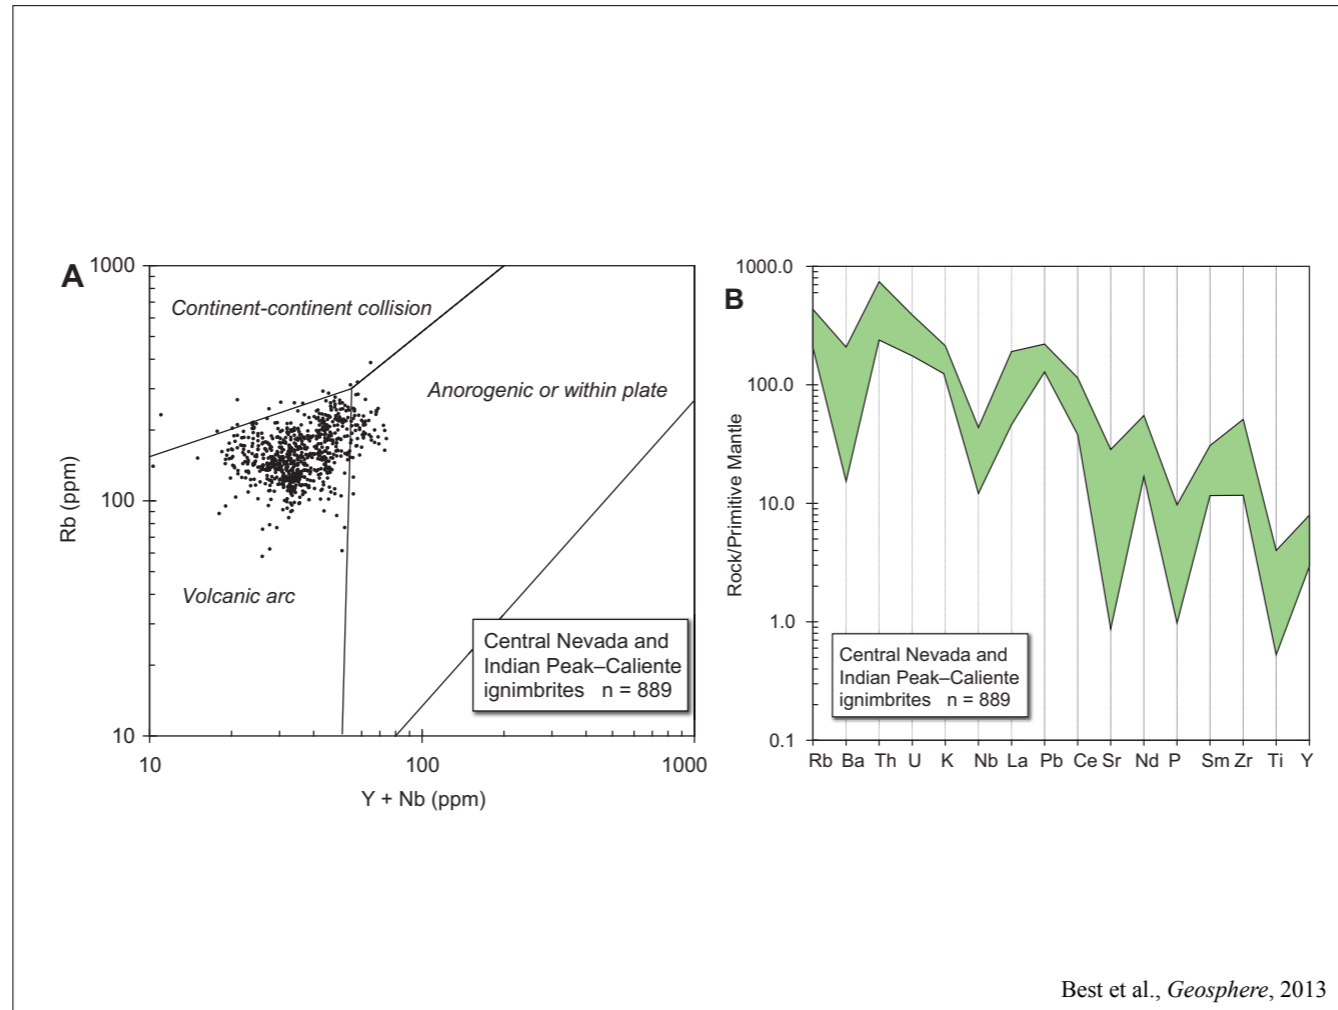 A
1000
100
10
Rb (ppm)
Continent-continent collision
Anorogenic or within plate
Volcanic arc
Central Nevada and
Indian Peak–Caliente
ignimbrites n = 889
10 100 1000
Y + Nb (ppm)
B
1000.0
100.0
10.0
1.0
0.1
Rock/Primitive Mantle
Central Nevada and
Indian Peak–Caliente
ignimbrites n = 889
Rb Ba Th U K Nb La Pb Ce Sr Nd P Sm Zr Ti Y
Best et al., Geosphere, 2013